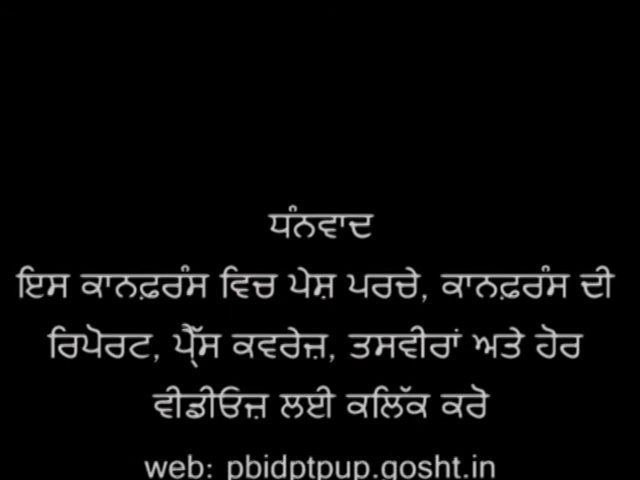 ਧੰਨਵਾਦ
ਇਸ ਕਾਨਫ਼ਰੰਸ ਵਿਚ ਪੇਸ਼ ਪਰਚੇ, ਕਾਨਫ਼ਰੰਸ ਦੀ
ਰਿਪੋਰਟ, ਪ੍ਰੈੱਸ ਕਵਰੇਜ਼, ਤਸਵੀਰਾਂ ਅਤੇ ਹੋਰ
ਵੀਡੀਓਜ਼ ਲਈ ਕਲਿੱਕ ਕਰੋ
web: pbidptpup.gosht.in